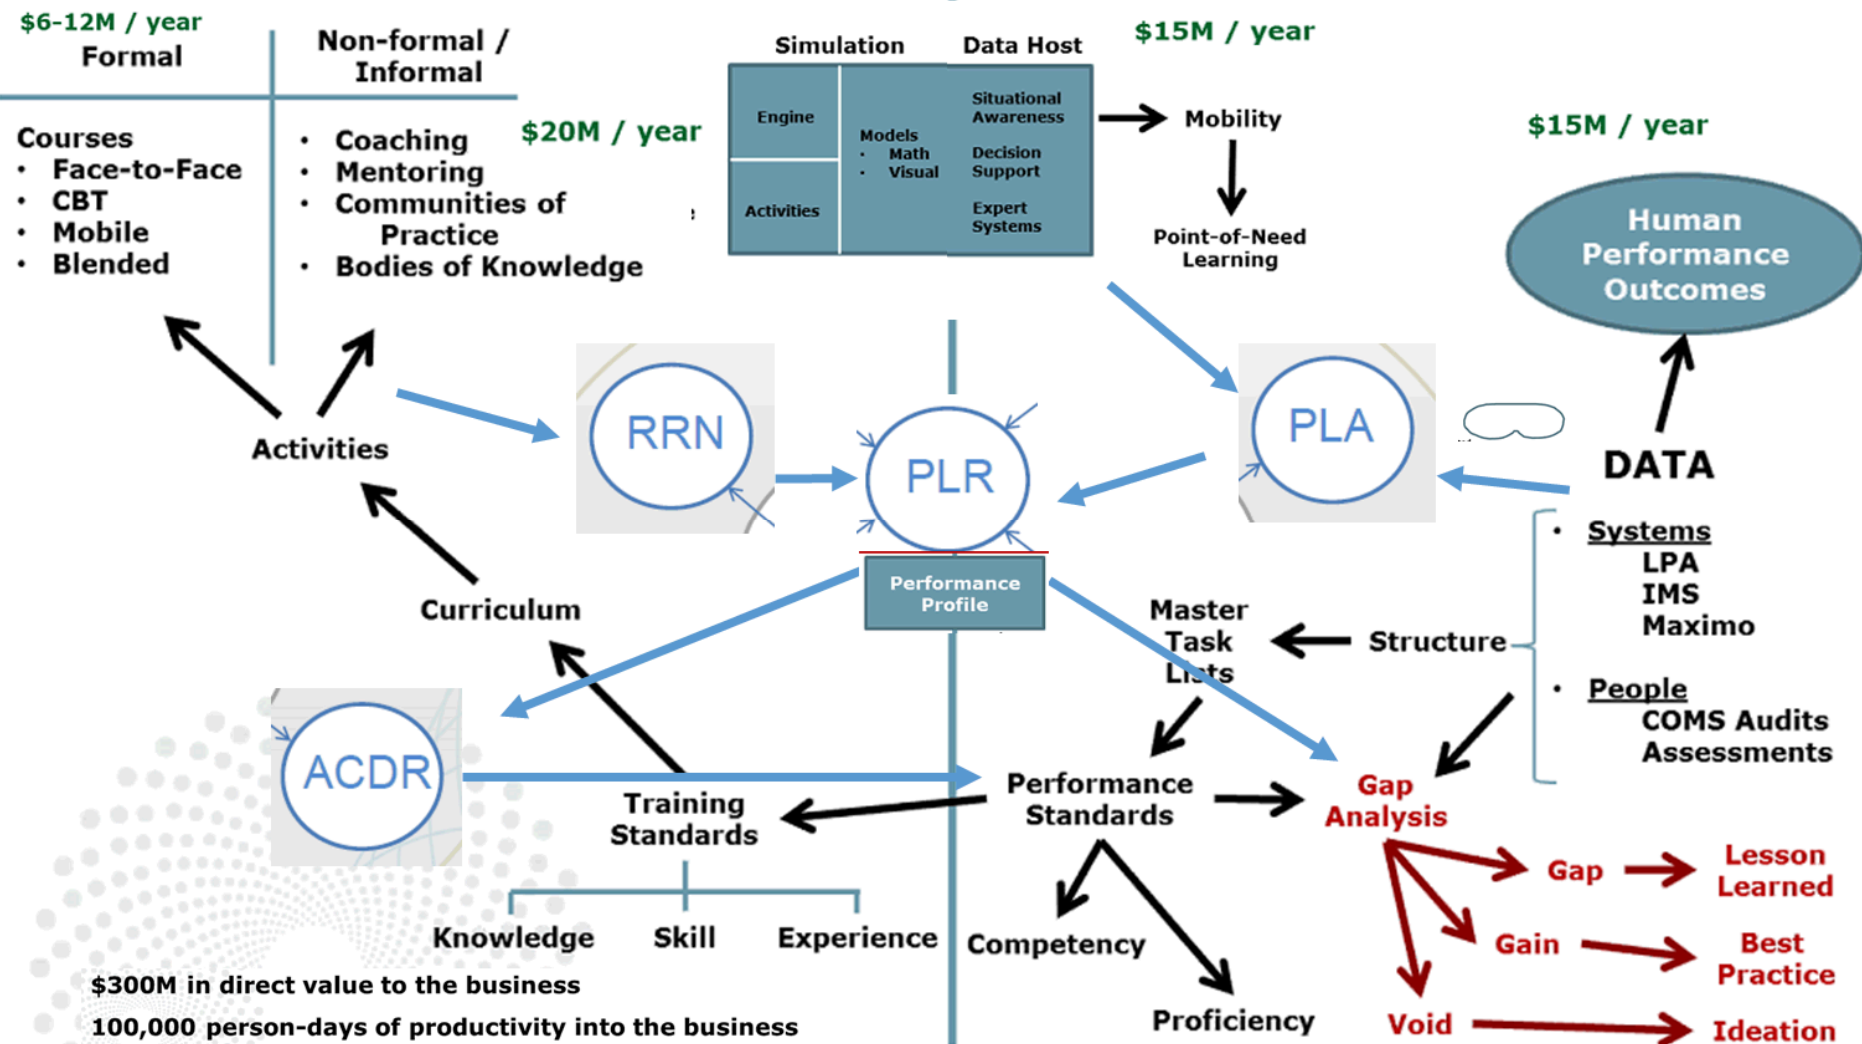 $6-12M / year
Formal
Non-formal /
Informal
Courses
• Face-to-Face
• CBT
• Mobile
• Blended
• Coaching
• Mentoring
• Communities of
Practice
• Bodies of Knowledge
$20M / year
Simulation
Data Host
Engine
Activities
Models
• Math
• Visual
Situational
Awareness
Decision
Support
Expert
Systems
$15M / year
Mobility
Point-of-Need
Learning
$15M / year
Human
Performance
Outcomes
Activities
RRN
PLR
PLA
DATA
Curriculum
Performance
Profile
Master
Task
Lists
Structure
• Systems
LPA
IMS
Maximo
• People
COMS Audits
Assessments
ACDR
Training
Standards
Performance
Standards
Gap
Analysis
Knowledge
Skill
Experience
Competency
Proficiency
Gap
Lesson
Learned
Gain
Best
Practice
Void
Ideation
$300M in direct value to the business
100,000 person-days of productivity into the business